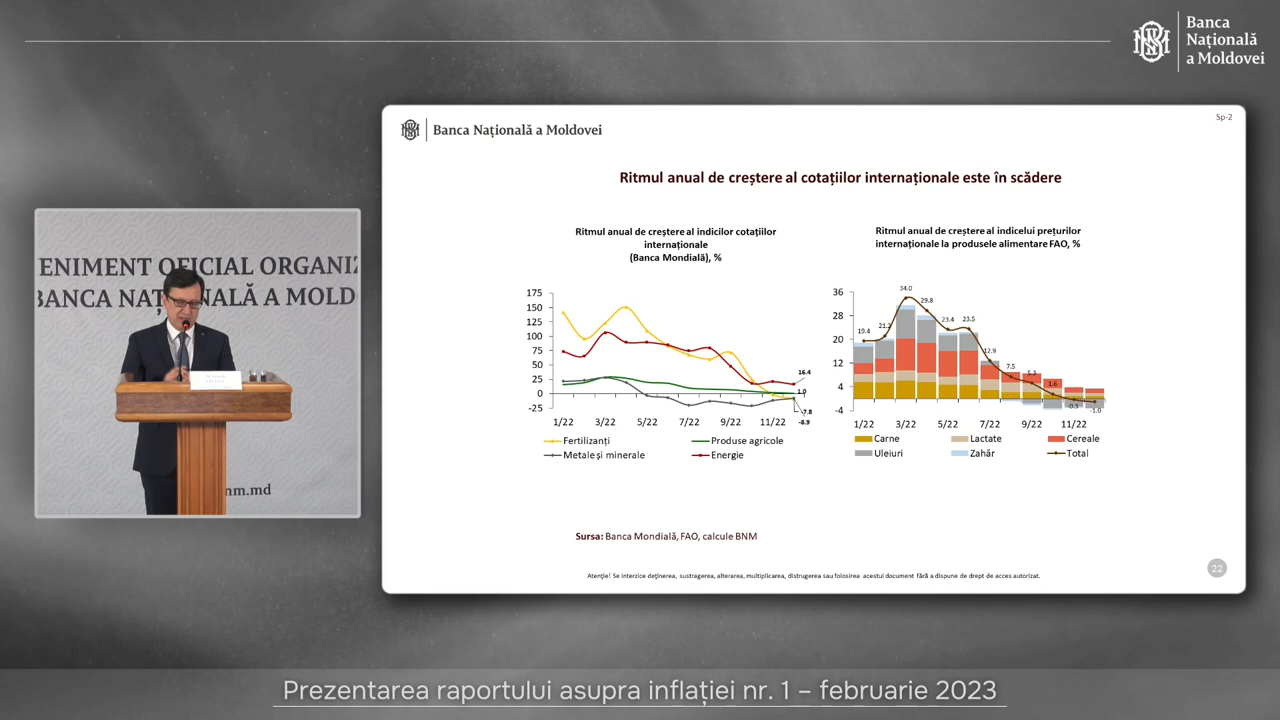 Banca
Națională
a Moldovei
ENIMENT OFICIAL ORGANIZ
BANCA NAȚIONALĂ A MOLD
nm.md
Sp-2
Banca Națională a Moldovei
Ritmul anual de creștere al cotațiilor internaționale este în scădere
Ritmul anual de creștere al indicilor cotațiilor
internaționale
(Banca Mondială), %
175
150
125
100
75
50
25
0
-25
16.4
1.0
-7.8
-8.9
1/22 3/22 5/22 7/22 9/22 11/22
Fertilizanți Produse agricole
Metale și minerale Energie
Ritmul anual de creștere al indicelui prețurilor
internaționale la produsele alimentare FAO, %
36
28
20
12
4
-4
19.4 21.2 34.0 29.8 23.4 23.5 12.9 7.5 5.3 1.6 -0.3 -1.0
1/22 3/22 5/22 7/22 9/22 11/22
Carne Lactate Cereale
Uleiuri Zahăr Total
Sursa: Banca Mondială, FAO, calcule BNM
Atenție! Se interzice deținerea, sustragerea, alterarea, multiplicarea, distrugerea sau folosirea acestui document fără a dispune de drept de acces autorizat.
22
Prezentarea raportului asupra inflației nr. 1 – februarie 2023